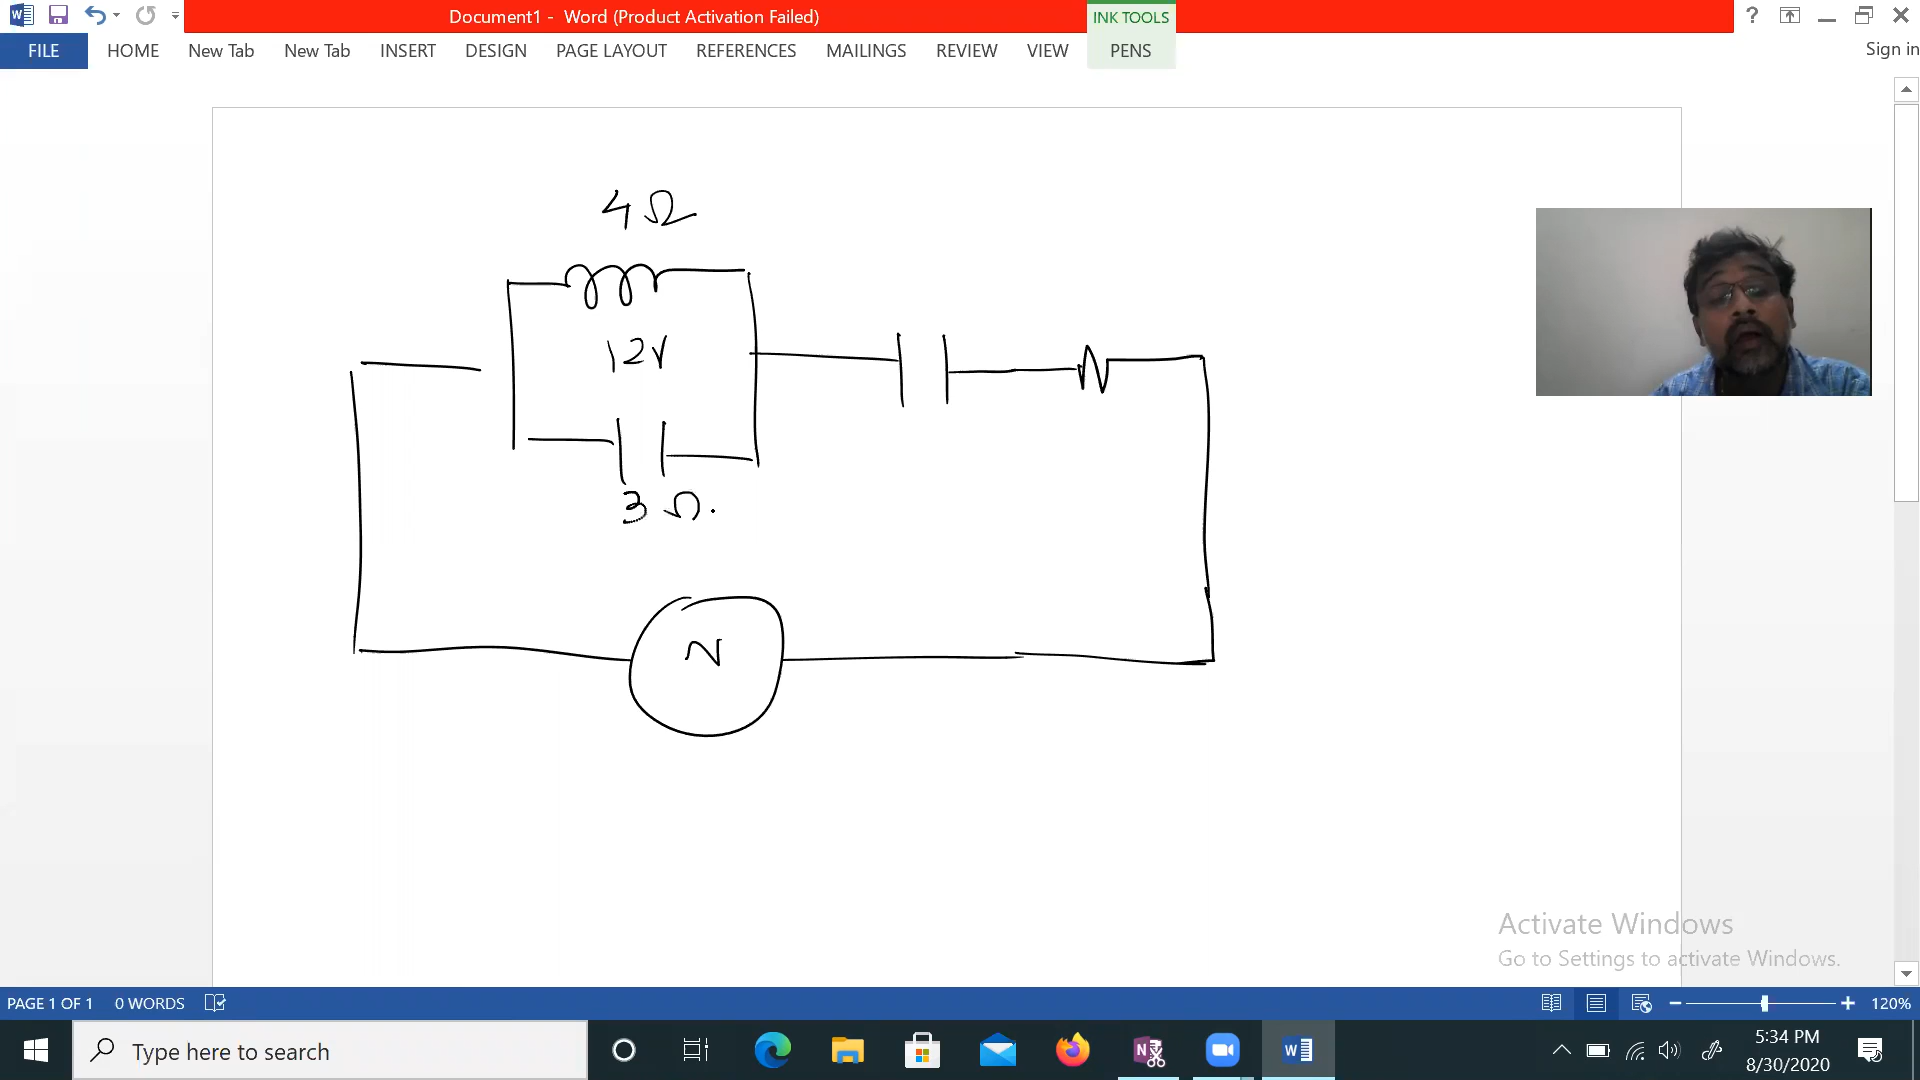 Document1 - Word (Product Activation Failed)
INK TOOLS
FILE HOME New Tab New Tab INSERT DESIGN PAGE LAYOUT REFERENCES MAILINGS REVIEW VIEW PENS
Sign in
4 Ω
12V
3 Ω.
N
Activate Windows
Go to Settings to activate Windows.
PAGE 1 OF 1 0 WORDS
120%
Type here to search
5:34 PM
8/30/2020